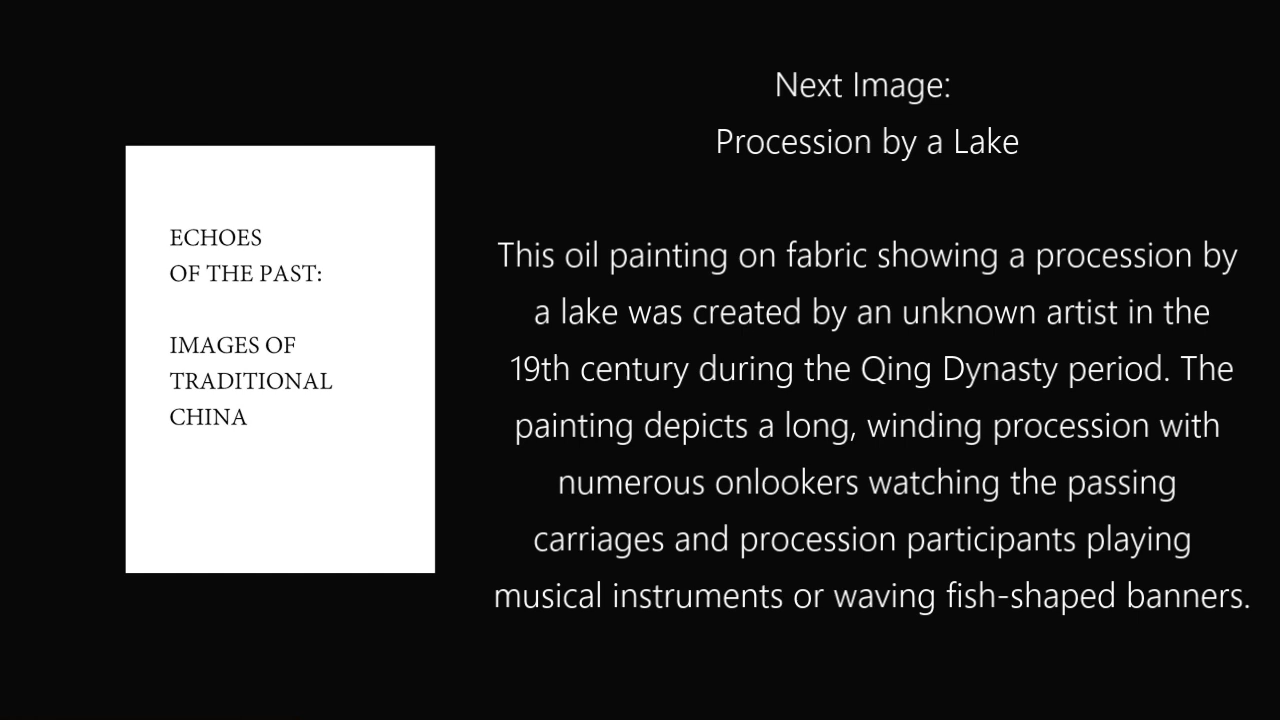 ECHOES
OF THE PAST:
IMAGES OF
TRADITIONAL
CHINA
Next Image:
Procession by a Lake
This oil painting on fabric showing a procession by
a lake was created by an unknown artist in the
19th century during the Qing Dynasty period. The
painting depicts a long, winding procession with
numerous onlookers watching the passing
carriages and procession participants playing
musical instruments or waving fish-shaped banners.